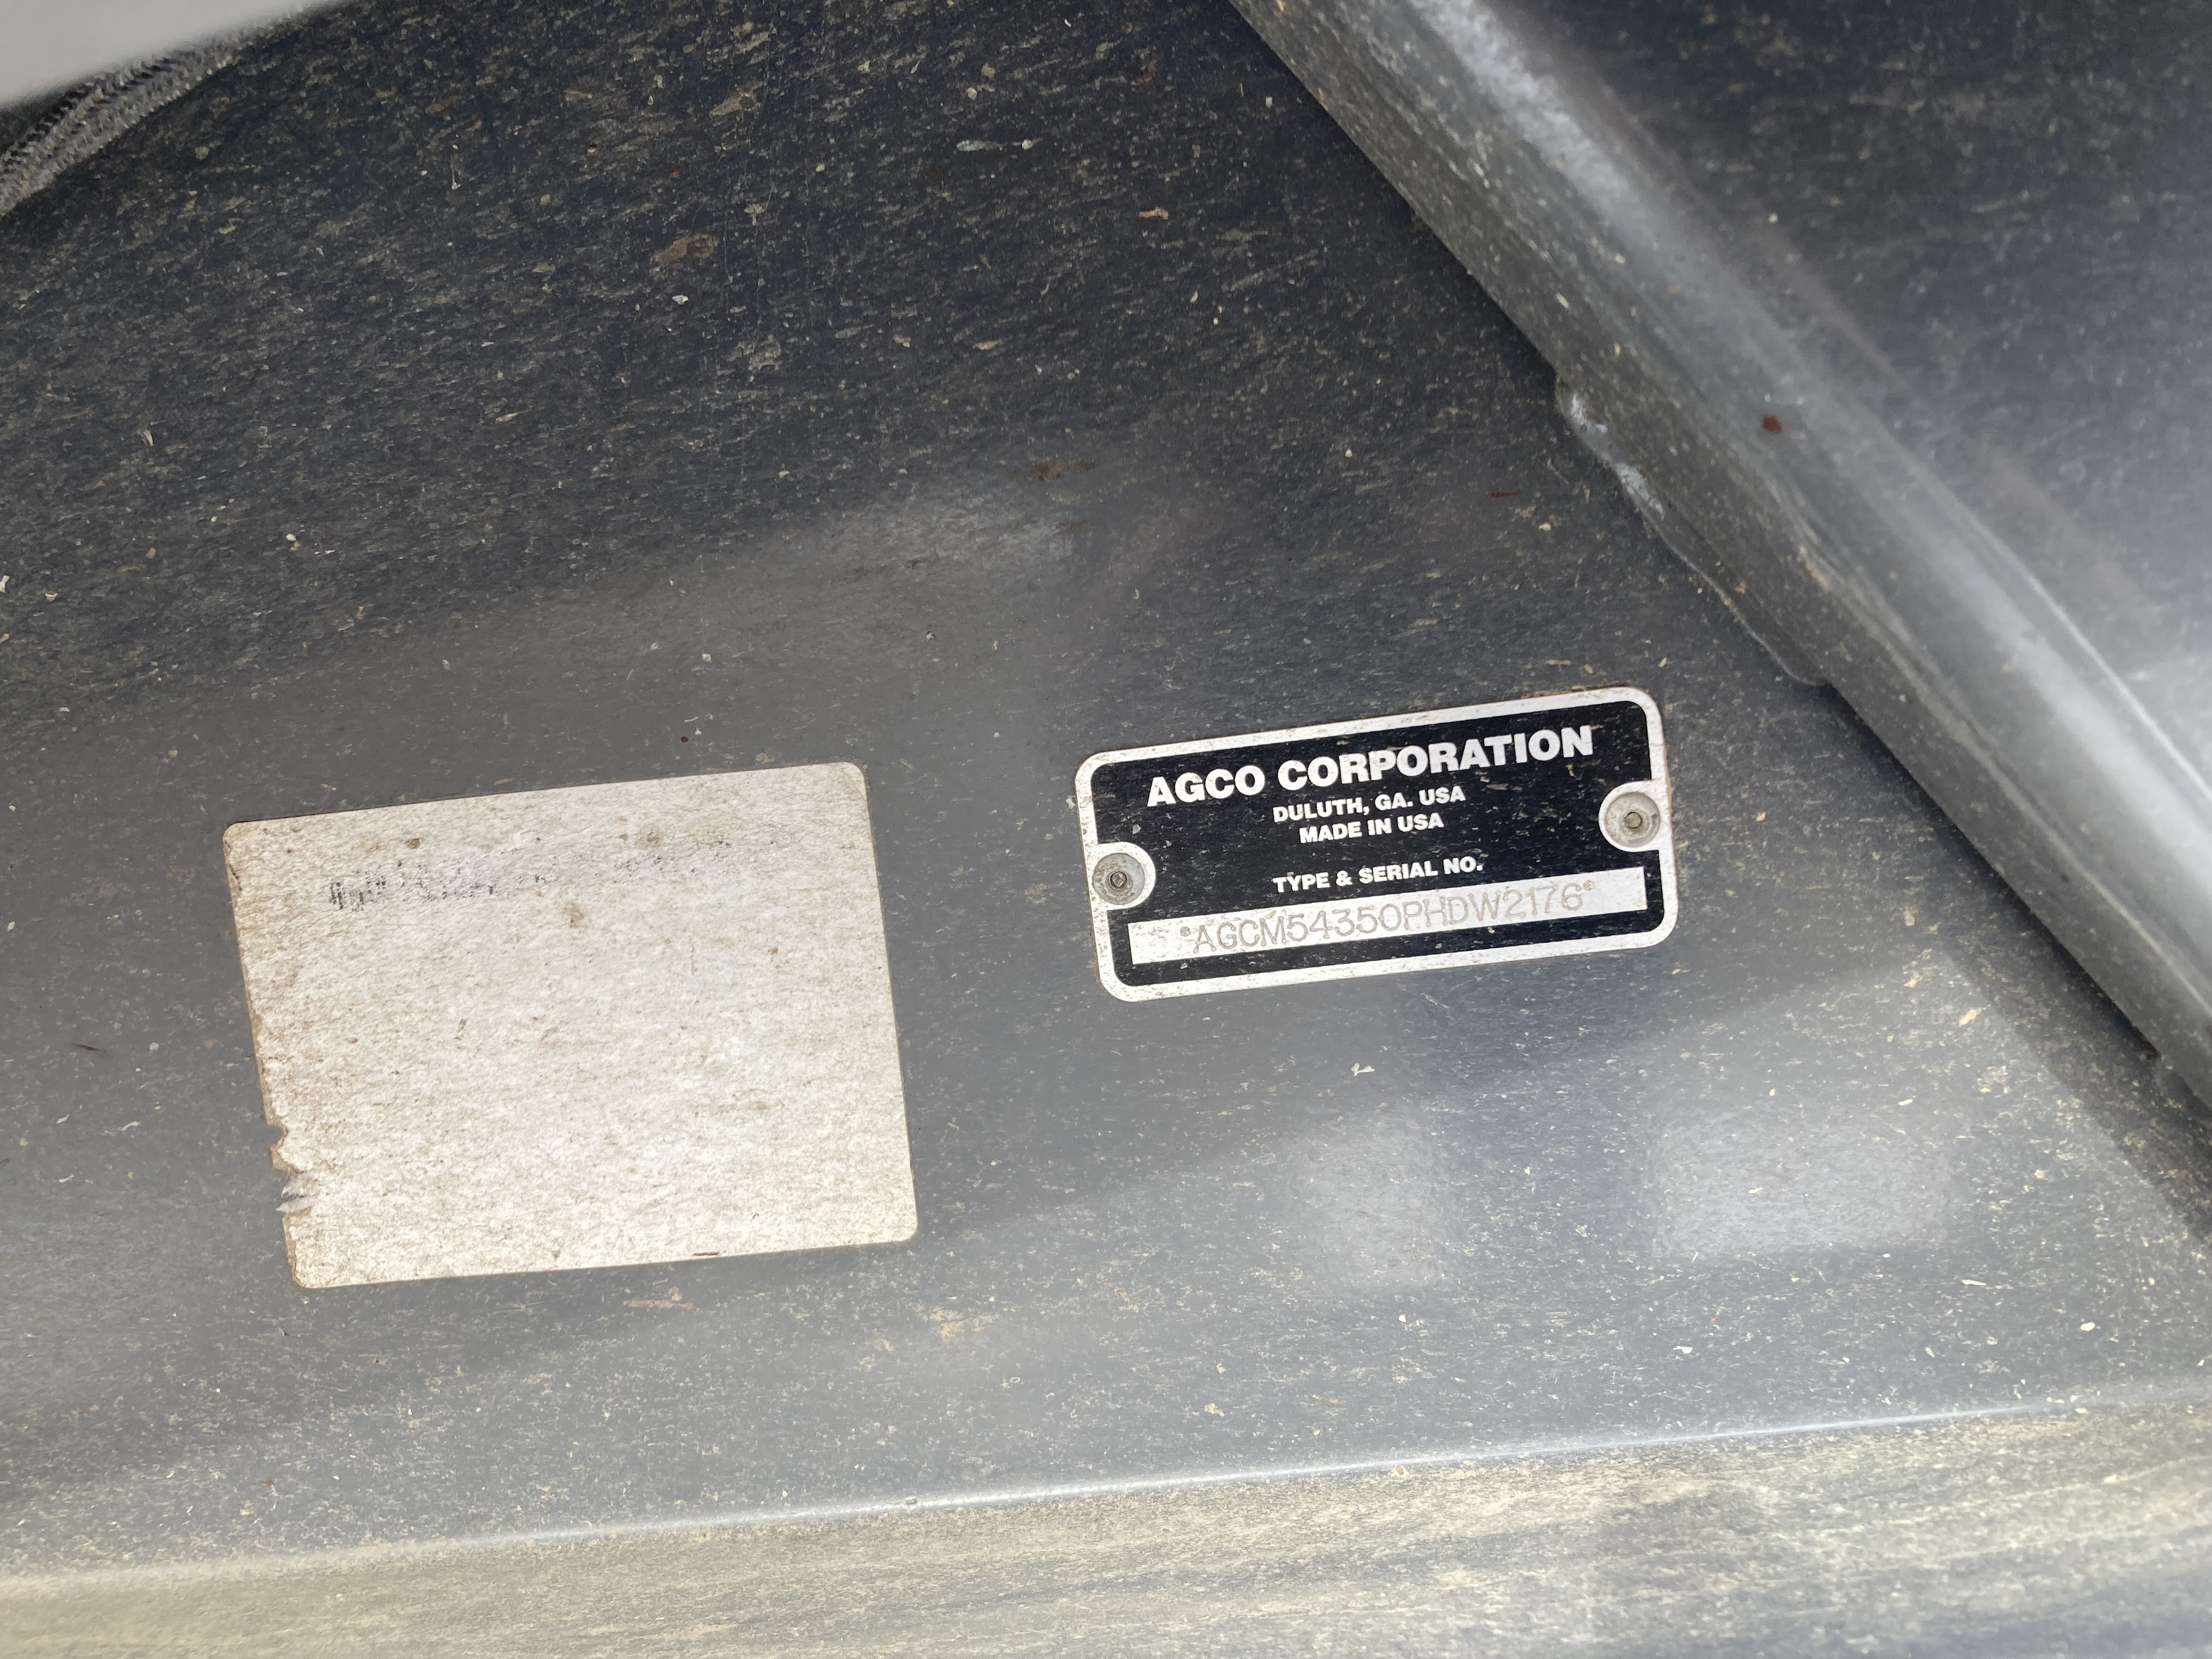 AGCO CORPORATION
DULUTH, GA. USA
MADE IN USA
TYPE & SERIAL NO.
*AGCM54350PHDW2176*